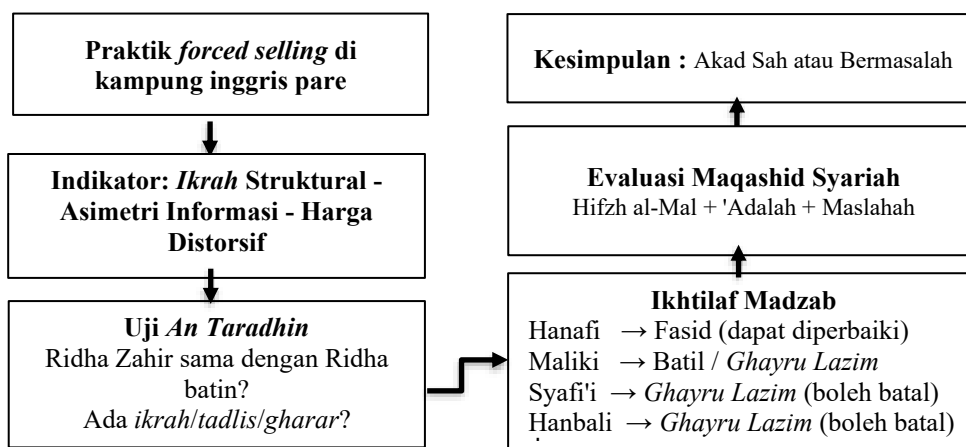 Praktik forced selling di
kampung inggris pare
Indikator: Ikrah Struktural -
Asimetri Informasi - Harga
Distorsif
Uji An Taradhin
Ridha Zahir sama dengan Ridha
batin?
Ada ikrah/tadlis/gharar?
Ikhtilaf Madzab
Hanafi → Fasid (dapat diperbaiki)
Maliki → Batil / Ghayru Lazim
Syafi'i → Ghayru Lazim (boleh batal)
Hanbali → Ghayru Lazim (boleh batal)
Evaluasi Maqashid Syariah
Hifzh al-Mal + 'Adalah + Maslahah
Kesimpulan : Akad Sah atau Bermasalah